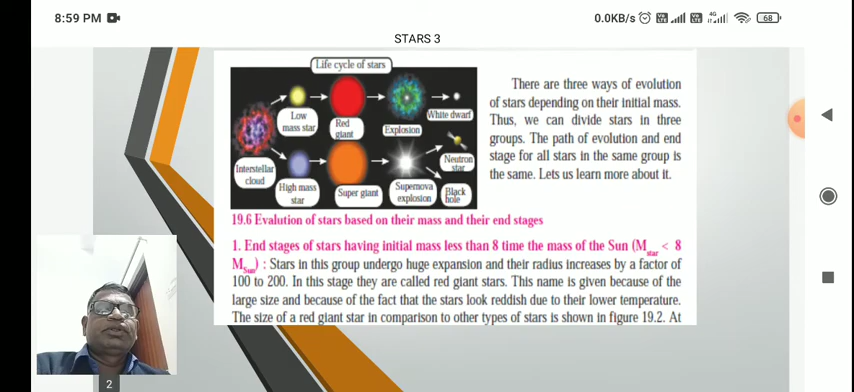 8:59 PM
0.0KB/s
4G
68
STARS 3
Life cycle of stars
Low
mass star
Red
giant
Explosion
White dwarf
Interstellar
cloud
High mass
star
Super giant
Supernova
explosion
Neutron
star
Black
hole
There are three ways of evolution
of stars depending on their initial mass.
Thus, we can divide stars in three
groups. The path of evolution and end
stage for all stars in the same group is
the same. Lets us learn more about it.
19.6 Evalution of stars based on their mass and their end stages
1. End stages of stars having initial mass less than 8 time the mass of the Sun (Mstar < 8
MSun) : Stars in this group undergo huge expansion and their radius increases by a factor of
100 to 200. In this stage they are called red giant stars. This name is given because of the
large size and because of the fact that the stars look reddish due to their lower temperature.
The size of a red giant star in comparison to other types of stars is shown in figure 19.2. At
2